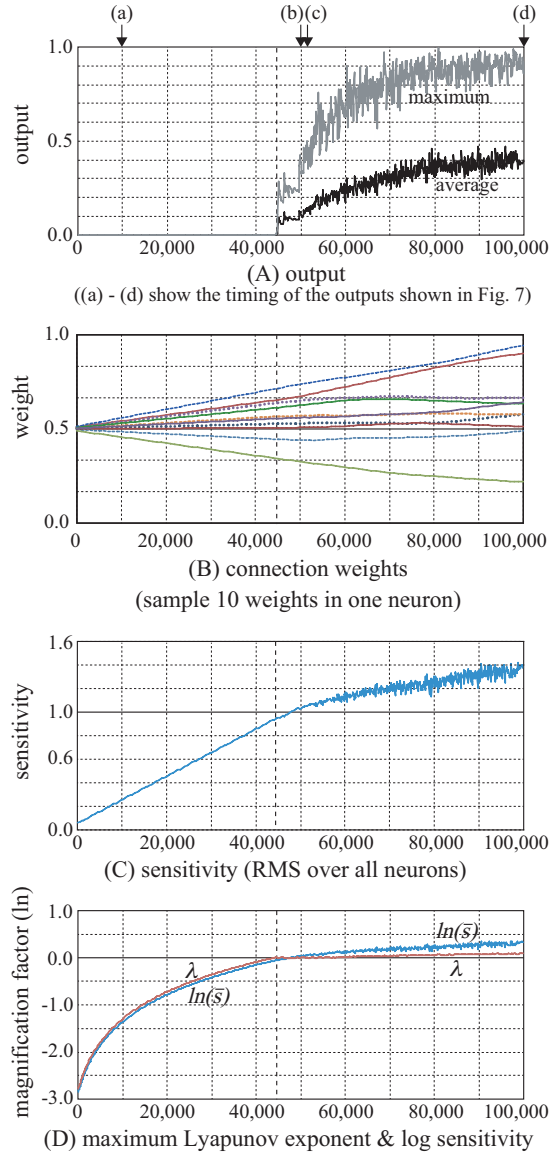 (a) (b) (c) (d)
1.0
0.5
0.0
output
maximum
average
0 20,000 40,000 60,000 80,000 100,000
(A) output
((a) - (d) show the timing of the outputs shown in Fig. 7)
1.0
0.5
0.0
weight
0 20,000 40,000 60,000 80,000 100,000
(B) connection weights
(sample 10 weights in one neuron)
1.6
1.0
0.6
0.0
sensitivity
0 20,000 40,000 60,000 80,000 100,000
(C) sensitivity (RMS over all neurons)
1.0
0.0
-1.0
-2.0
-3.0
magnification factor (ln)
λ
ln(s̄)
ln(s̄)
λ
0 20,000 40,000 60,000 80,000 100,000
(D) maximum Lyapunov exponent & log sensitivity